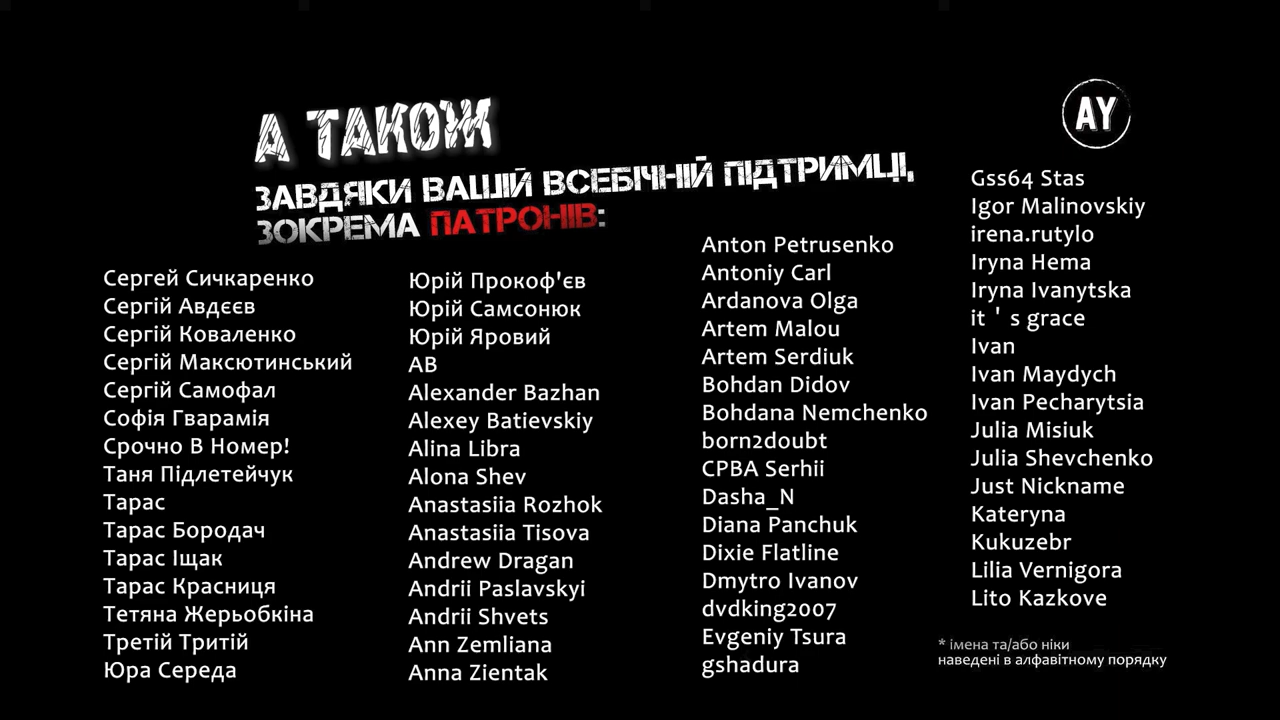 А ТАКОЖ
ЗАВДЯКИ ВАШІЙ ВСЕБІЧНІЙ ПІДТРИМЦІ,
ЗОКРЕМА ПАТРОНІВ:
Сергей Сичкаренко
Сергій Авдєєв
Сергій Коваленко
Сергій Максютинський
Сергій Самофал
Софія Гварамія
Срочно В Номер!
Таня Підлетейчук
Тарас
Тарас Бородач
Тарас Іщак
Тарас Красниця
Тетяна Жерьобкіна
Третій Тритій
Юра Середа
Юрій Прокоф'єв
Юрій Самсонюк
Юрій Яровий
AB
Alexander Bazhan
Alexey Batievskiy
Alina Libra
Alona Shev
Anastasiia Rozhok
Anastasiia Tisova
Andrew Dragan
Andrii Paslavskyi
Andrii Shvets
Ann Zemliana
Anna Zientak
Anton Petrusenko
Antoniy Carl
Ardanova Olga
Artem Malou
Artem Serdiuk
Bohdan Didov
Bohdana Nemchenko
born2doubt
CPBA Serhii
Dasha_N
Diana Panchuk
Dixie Flatline
Dmytro Ivanov
dvdking2007
Evgeniy Tsura
gshadura
АУ
Gss64 Stas
Igor Malinovskiy
irena.rutylo
Iryna Hema
Iryna Ivanytska
it ' s grace
Ivan
Ivan Maydych
Ivan Pecharytsia
Julia Misiuk
Julia Shevchenko
Just Nickname
Kateryna
Kukuzebr
Lilia Vernigora
Lito Kazkove
* імена та/або ніки
наведені в алфавітному порядку